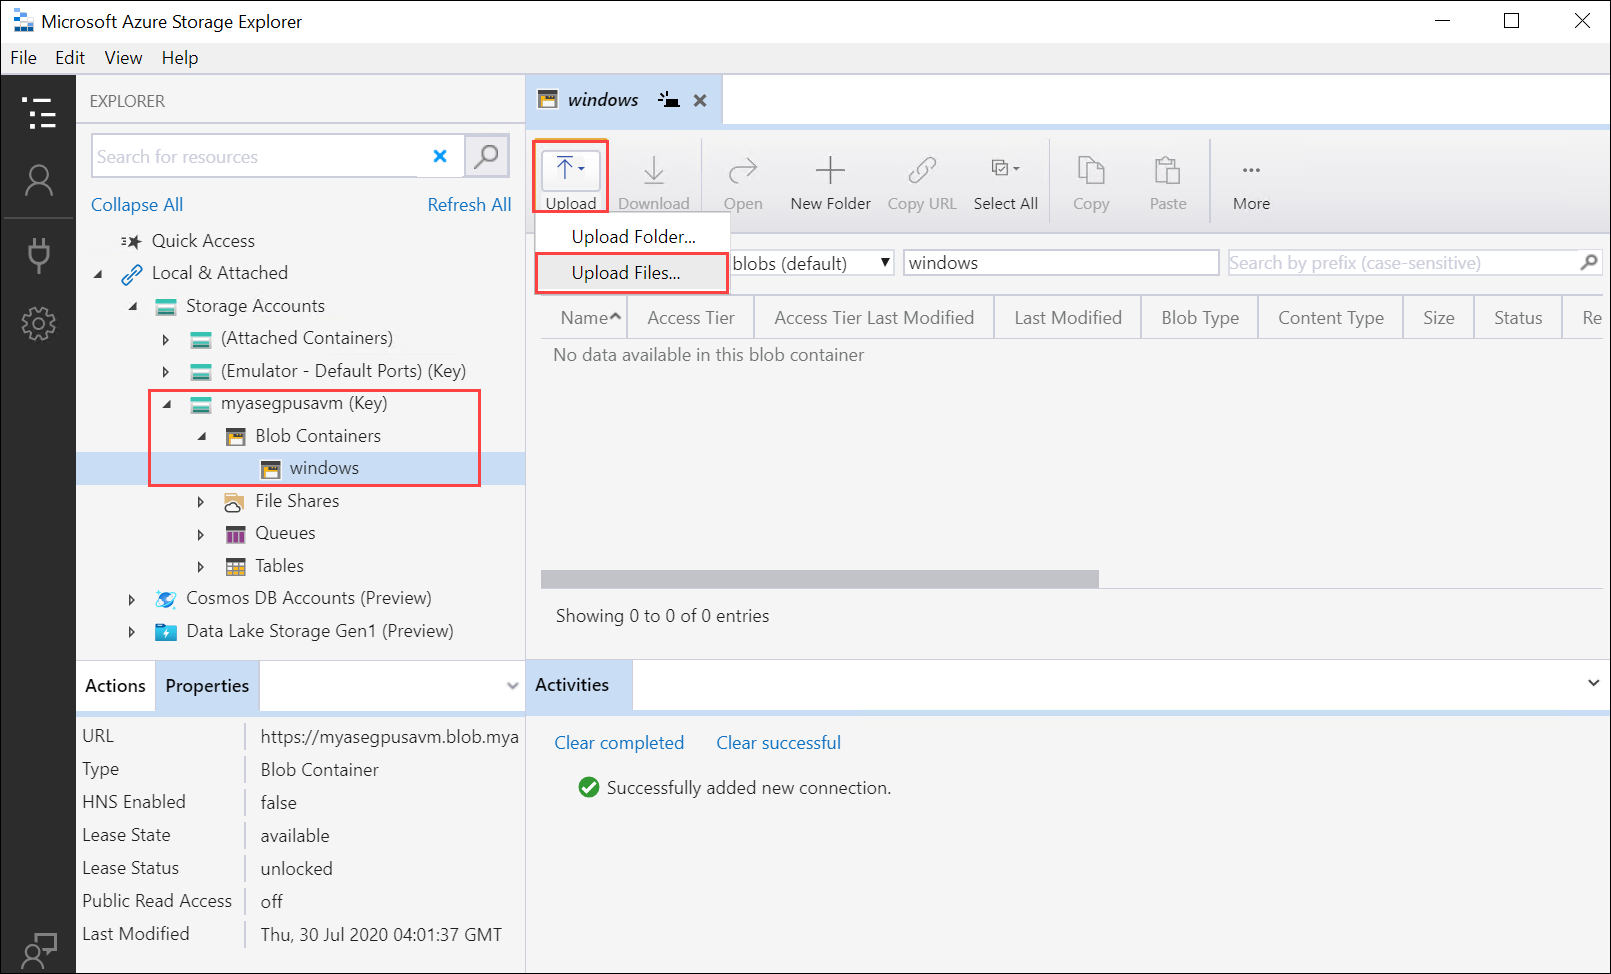 Microsoft Azure Storage Explorer
File Edit View Help
EXPLORER
Search for resources
Collapse All Refresh All
Quick Access
Local & Attached
Storage Accounts
(Attached Containers)
(Emulator - Default Ports) (Key)
myasegpusavm (Key)
Blob Containers
windows
File Shares
Queues
Tables
Cosmos DB Accounts (Preview)
Data Lake Storage Gen1 (Preview)
Actions Properties
URL https://myasegpusavm.blob.mya
Type Blob Container
HNS Enabled false
Lease State available
Lease Status unlocked
Public Read Access off
Last Modified Thu, 30 Jul 2020 04:01:37 GMT
windows
Upload Download Open New Folder Copy URL Select All Copy Paste More
Upload Folder...
Upload Files...
blobs (default) windows Search by prefix (case-sensitive)
Name Access Tier Access Tier Last Modified Last Modified Blob Type Content Type Size Status Re
No data available in this blob container
Showing 0 to 0 of 0 entries
Activities
Clear completed Clear successful
Successfully added new connection.